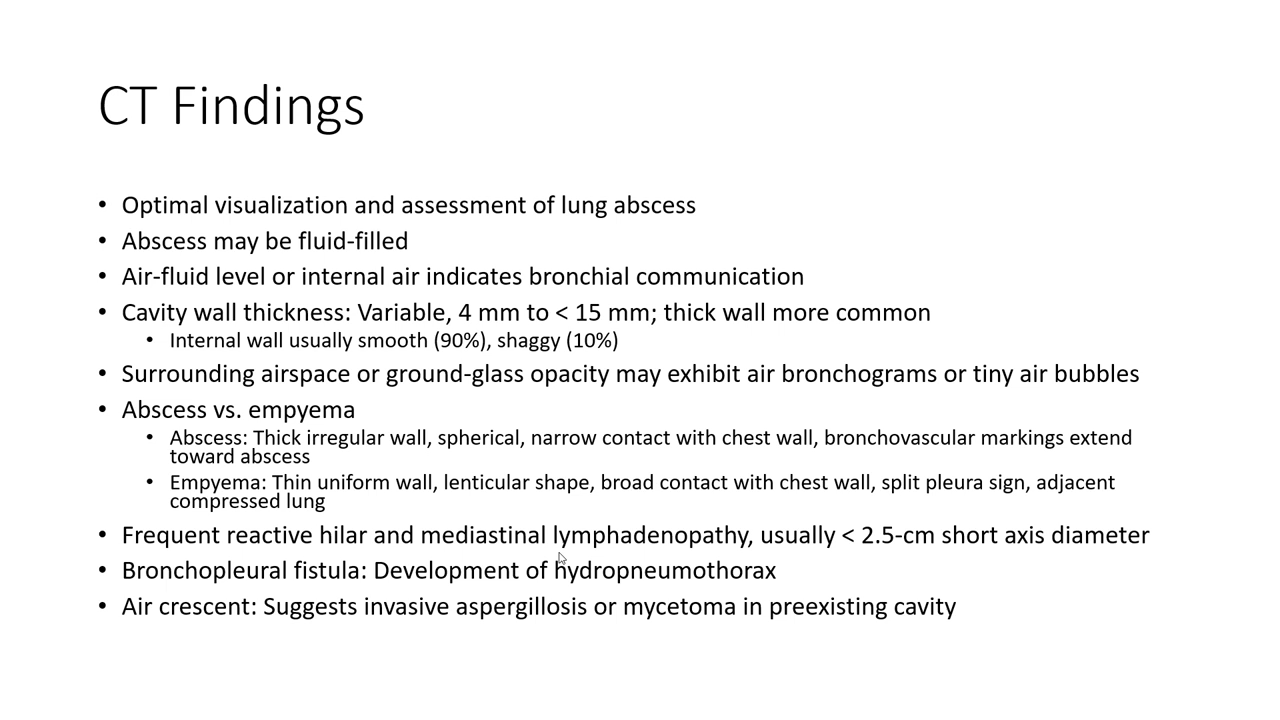 CT Findings
• Optimal visualization and assessment of lung abscess
• Abscess may be fluid-filled
• Air-fluid level or internal air indicates bronchial communication
• Cavity wall thickness: Variable, 4 mm to < 15 mm; thick wall more common
• Internal wall usually smooth (90%), shaggy (10%)
• Surrounding airspace or ground-glass opacity may exhibit air bronchograms or tiny air bubbles
• Abscess vs. empyema
• Abscess: Thick irregular wall, spherical, narrow contact with chest wall, bronchovascular markings extend
toward abscess
• Empyema: Thin uniform wall, lenticular shape, broad contact with chest wall, split pleura sign, adjacent
compressed lung
• Frequent reactive hilar and mediastinal lymphadenopathy, usually < 2.5-cm short axis diameter
• Bronchopleural fistula: Development of hydropneumothorax
• Air crescent: Suggests invasive aspergillosis or mycetoma in preexisting cavity